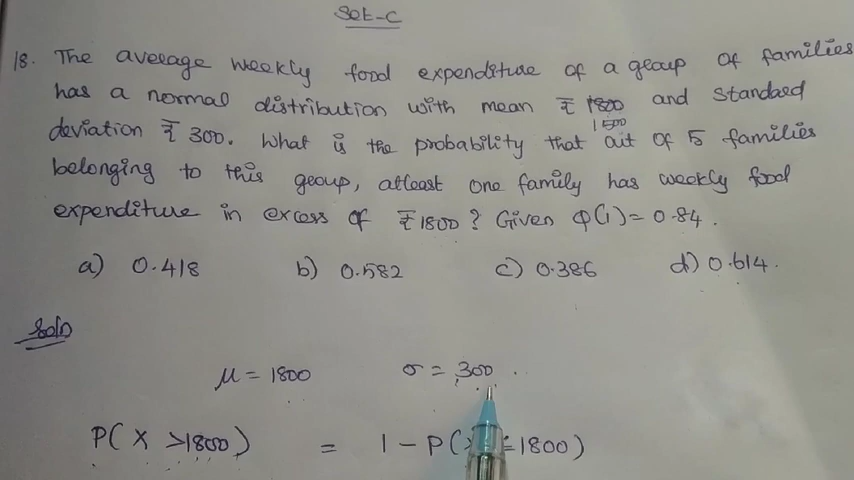 Set-C
18. The average weekly food expenditure of a group of families
has a normal distribution with mean ₹ 1800 and standard
1500
deviation ₹ 300. What is the probability that out of 5 families
belonging to this group, atleast one family has weekly food
expenditure in excess of ₹ 1800? Given φ(1) = 0.84.
a) 0.418 b) 0.582 c) 0.386 d) 0.614.
Soln
μ = 1800 σ = 300.
P(X >1800) = 1 - P( =1800)